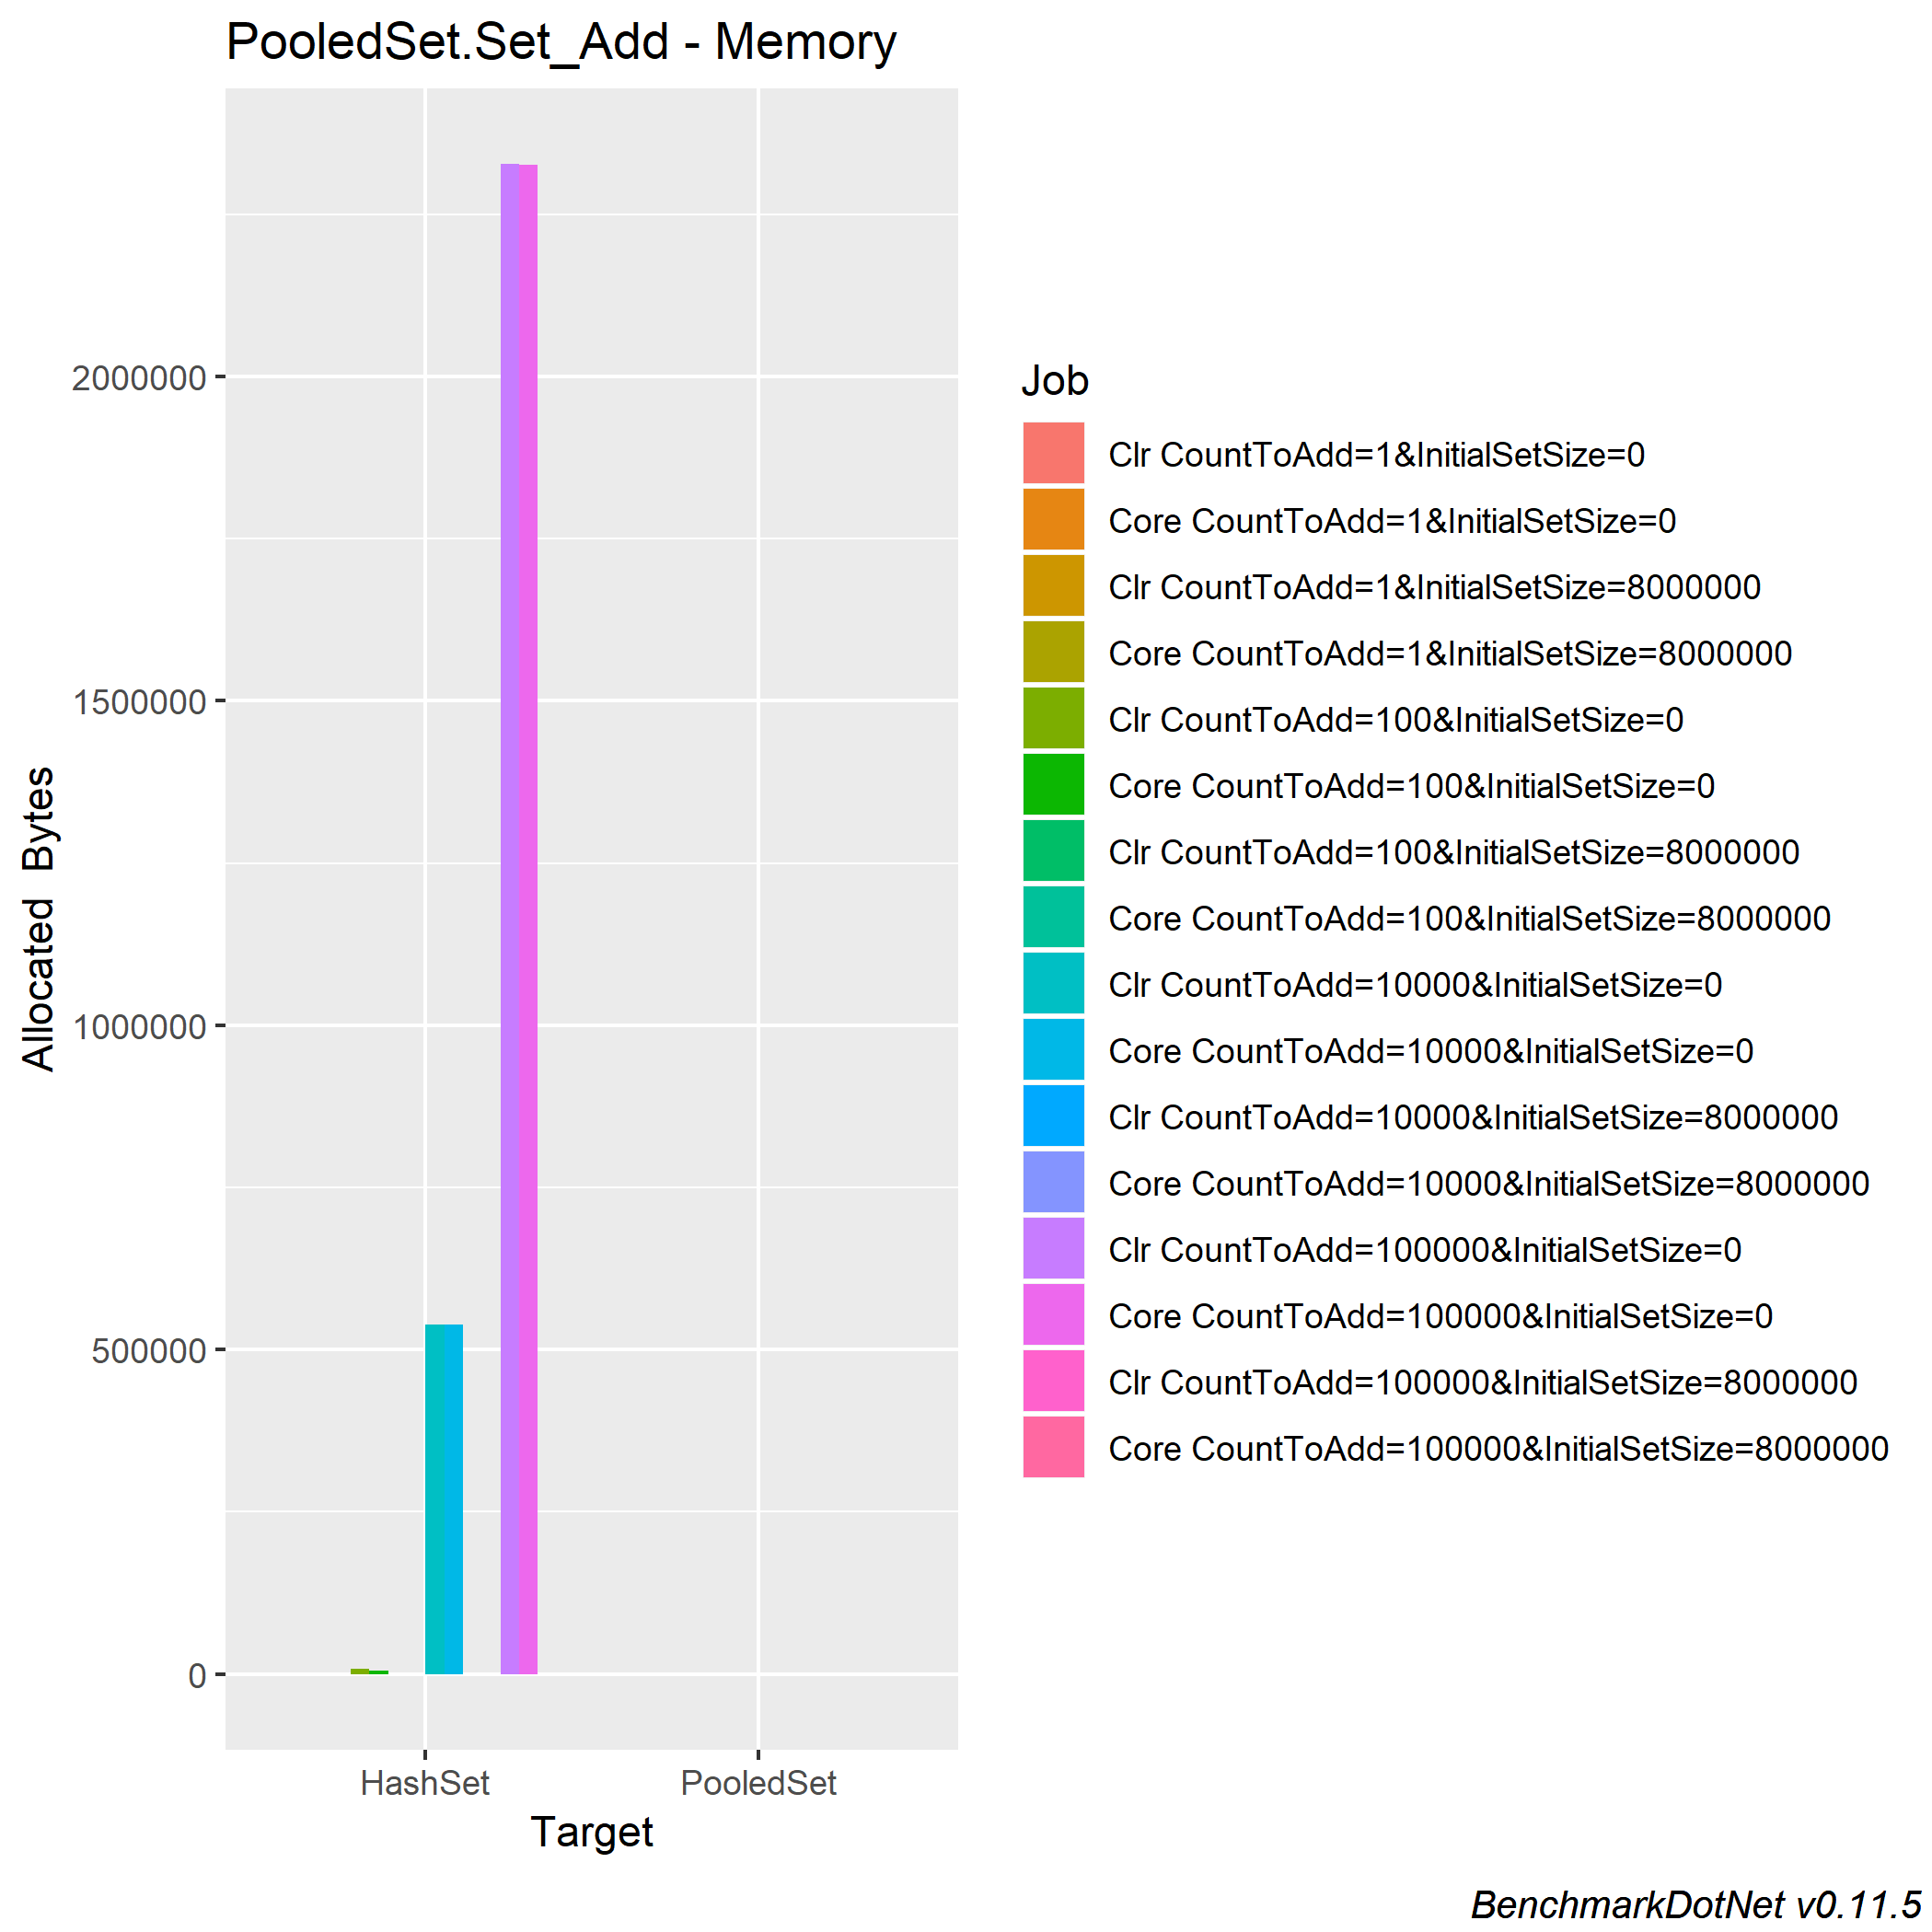 PooledSet.Set_Add - Memory
Allocated Bytes
2000000
1500000
1000000
500000
0
HashSet
PooledSet
Target
Job
Clr CountToAdd=1&InitialSetSize=0
Core CountToAdd=1&InitialSetSize=0
Clr CountToAdd=1&InitialSetSize=8000000
Core CountToAdd=1&InitialSetSize=8000000
Clr CountToAdd=100&InitialSetSize=0
Core CountToAdd=100&InitialSetSize=0
Clr CountToAdd=100&InitialSetSize=8000000
Core CountToAdd=100&InitialSetSize=8000000
Clr CountToAdd=10000&InitialSetSize=0
Core CountToAdd=10000&InitialSetSize=0
Clr CountToAdd=10000&InitialSetSize=8000000
Core CountToAdd=10000&InitialSetSize=8000000
Clr CountToAdd=100000&InitialSetSize=0
Core CountToAdd=100000&InitialSetSize=0
Clr CountToAdd=100000&InitialSetSize=8000000
Core CountToAdd=100000&InitialSetSize=8000000
BenchmarkDotNet v0.11.5